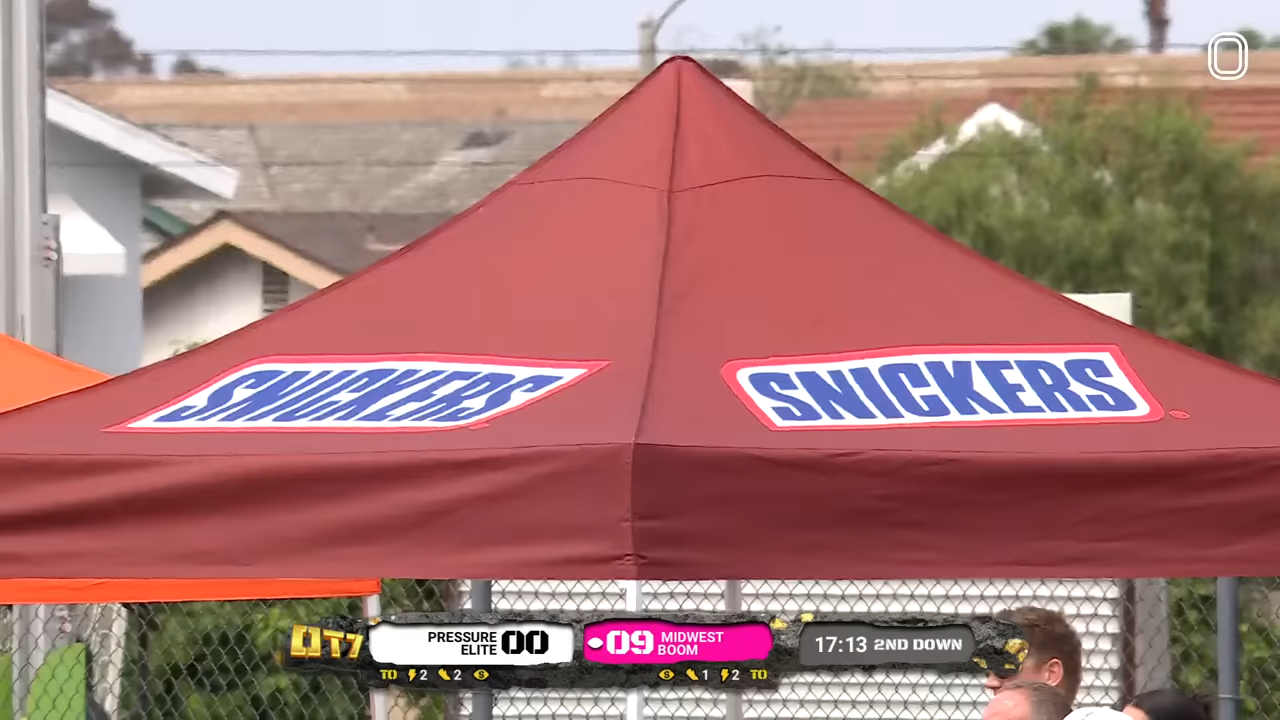 SNICKERS
SNICKERS
OT7
PRESSURE ELITE 00
09 MIDWEST BOOM
17:13 2ND DOWN
TO 2 2 S
S 1 2 TO